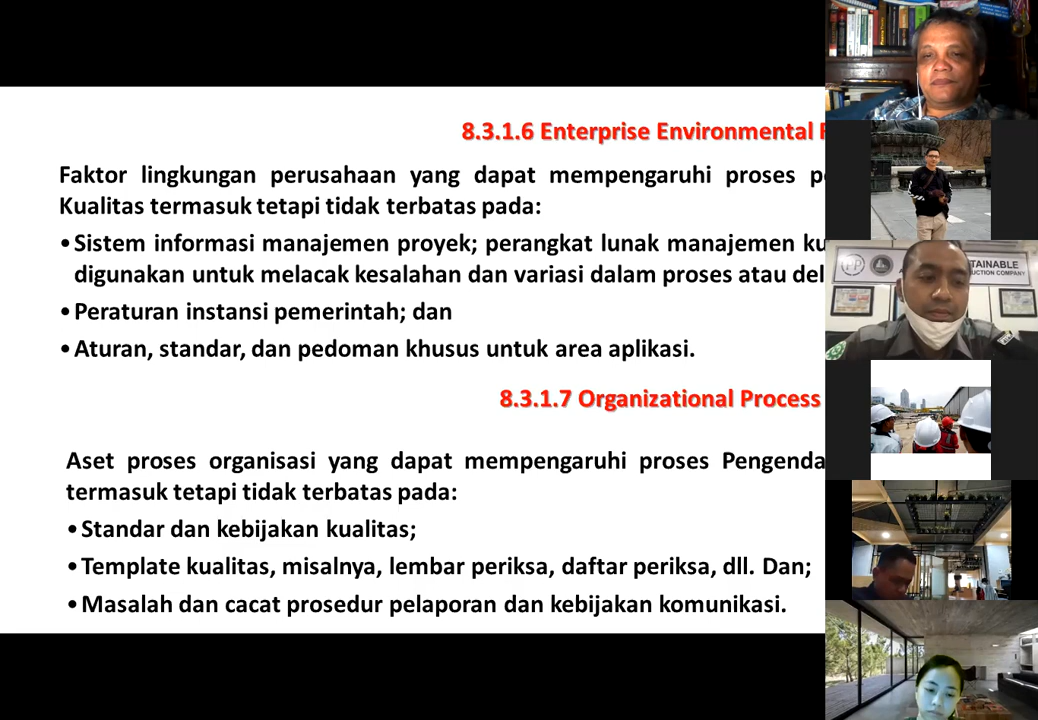 8.3.1.6 Enterprise Environmental
Faktor lingkungan perusahaan yang dapat mempengaruhi proses
Kualitas termasuk tetapi tidak terbatas pada:
•Sistem informasi manajemen proyek; perangkat lunak manajemen
digunakan untuk melacak kesalahan dan variasi dalam proses atau
•Peraturan instansi pemerintah; dan
•Aturan, standar, dan pedoman khusus untuk area aplikasi.
8.3.1.7 Organizational Process
Aset proses organisasi yang dapat mempengaruhi proses
termasuk tetapi tidak terbatas pada:
•Standar dan kebijakan kualitas;
•Template kualitas, misalnya, lembar periksa, daftar periksa, dll. Dan;
•Masalah dan cacat prosedur pelaporan dan kebijakan komunikasi.
COMPANY